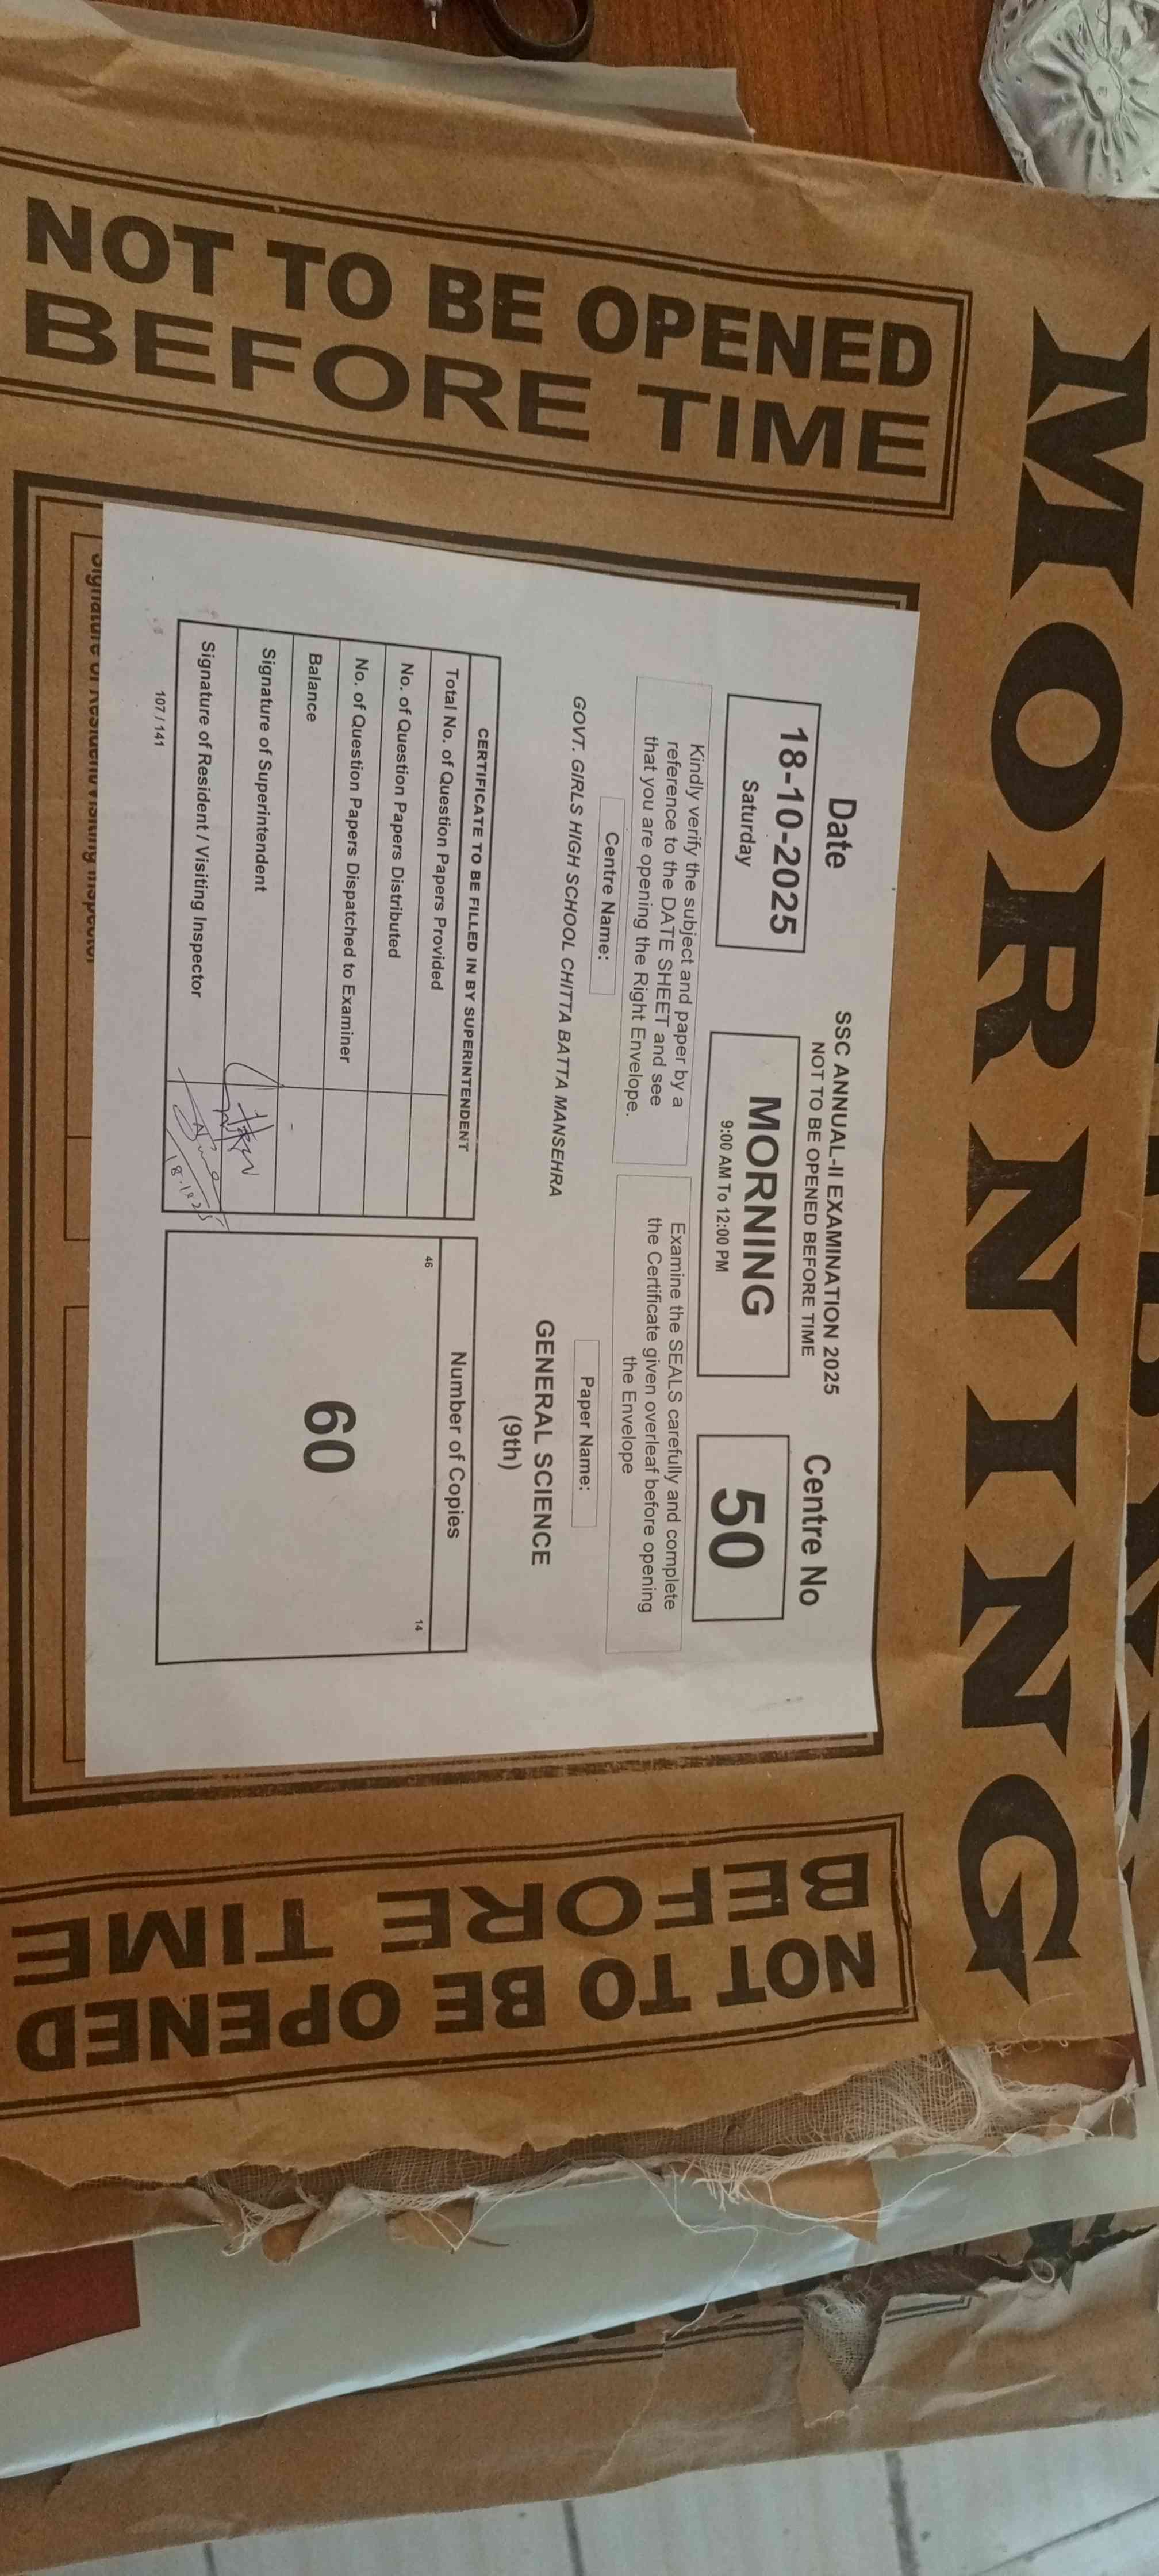 MORNING
NOT TO BE OPENED
BEFORE TIME
SSC ANNUAL-II EXAMINATION 2025
NOT TO BE OPENED BEFORE TIME
Date
18-10-2025
Saturday
MORNING
9:00 AM To 12:00 PM
Centre No
50
Kindly verify the subject and paper by a
reference to the DATE SHEET and see
that you are opening the Right Envelope.
Examine the SEALS carefully and complete
the Certificate given overleaf before opening
the Envelope
Centre Name:
GOVT. GIRLS HIGH SCHOOL CHITTA BATTA MANSEHRA
Paper Name:
GENERAL SCIENCE
(9th)
CERTIFICATE TO BE FILLED IN BY SUPERINTENDENT
Total No. of Question Papers Provided
No. of Question Papers Distributed
No. of Question Papers Dispatched to Examiner
Balance
Signature of Superintendent
Signature of Resident / Visiting Inspector
Number of Copies
46
14
60
107 / 141
Signature of Resident/Visiting Inspector
NOT TO BE OPENED
BEFORE TIME